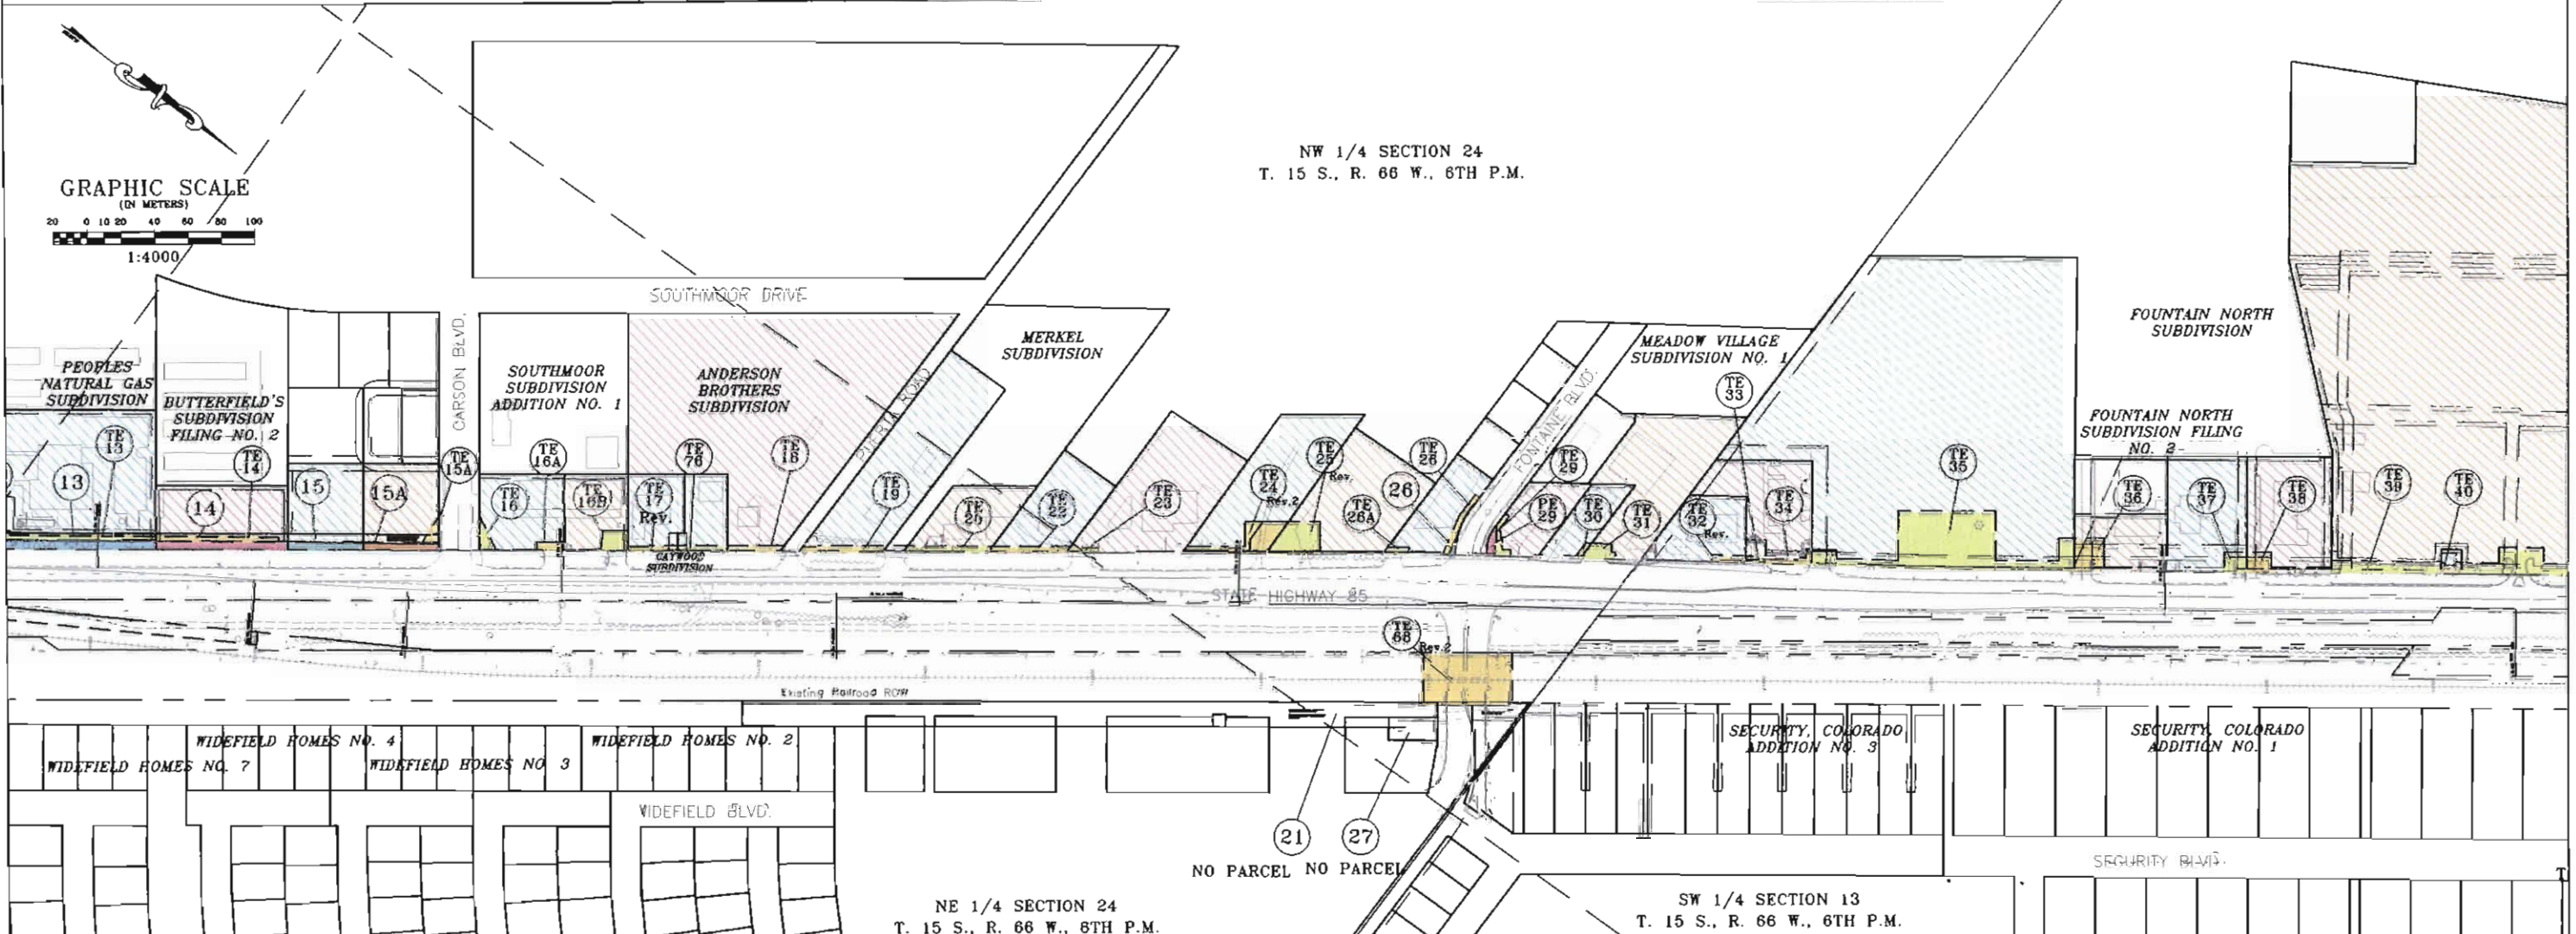 NW 1/4 SECTION 24
T. 15 S., R. 66 W., 6TH P.M.
GRAPHIC SCALE
(IN METERS)
20 0 10 20 40 60 80 100
1:4000
SOUTHMOOR DRIVE
CARSON BLVD.
PEOPLES
NATURAL GAS
SUBDIVISION
BUTTERFIELD'S
SUBDIVISION
FILING NO. 2
SOUTHMOOR
SUBDIVISION
ADDITION NO. 1
ANDERSON
BROTHERS
SUBDIVISION
MERKEL
SUBDIVISION
FONTAINE BLVD.
MEADOW VILLAGE
SUBDIVISION NO. 1
FOUNTAIN NORTH
SUBDIVISION
FOUNTAIN NORTH
SUBDIVISION FILING
NO. 2
13
TE
13
14
TE
14
15
15A
TE
15A
TE
16
TE
16A
TE
16B
TE
17
Rev.
TE
76
TE
18
TE
19
TE
20
TE
22
TE
23
TE
24
Rev.2
TE
25
Rev.
TE
26A
26
TE
26
PE
29
TE
29
TE
30
TE
31
TE
32
Rev.
TE
33
TE
34
TE
35
TE
36
TE
37
TE
38
TE
39
TE
40
CAYWOOD
SUBDIVISION
STATE HIGHWAY 85
TE
68
Rev.2
Existing Railroad ROW
WIDEFIELD HOMES NO. 4
WIDEFIELD HOMES NO. 2
WIDEFIELD HOMES NO. 7
WIDEFIELD HOMES NO 3
WIDEFIELD BLVD.
SECURITY, COLORADO
ADDITION NO. 3
SECURITY, COLORADO
ADDITION NO. 1
21
27
NO PARCEL
NO PARCEL
SECURITY BLVD.
NE 1/4 SECTION 24
T. 15 S., R. 66 W., 6TH P.M.
SW 1/4 SECTION 13
T. 15 S., R. 66 W., 6TH P.M.